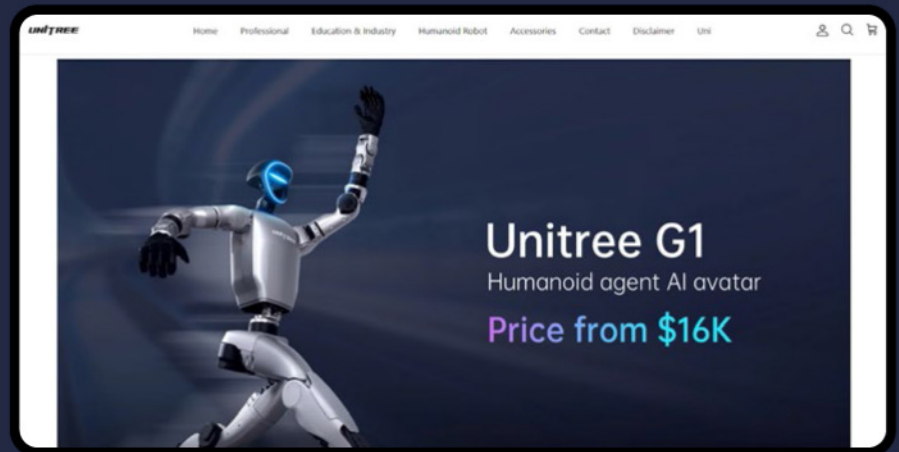 UNITREE
Home Professional Education & Industry Humanoid Robot Accessories Contact Disclaimer Uni
Unitree G1
Humanoid agent AI avatar
Price from $16K